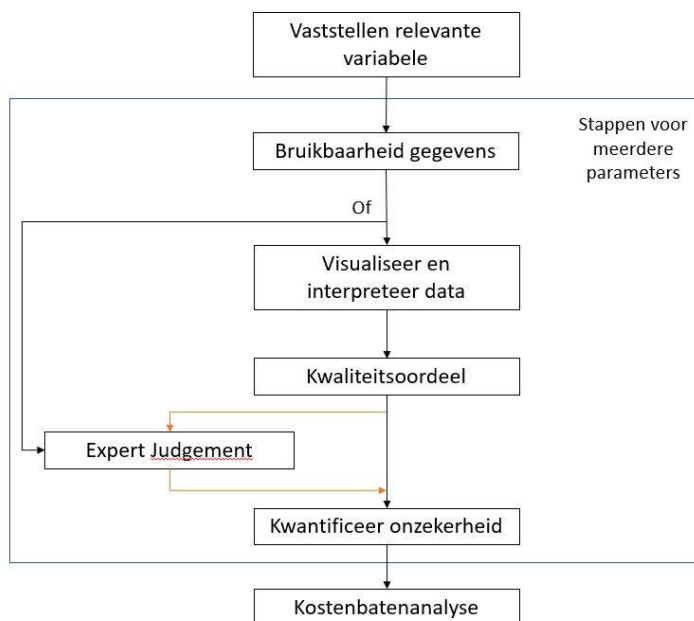 Vaststellen relevante
variabele
Stappen voor
meerdere
parameters
Bruikbaarheid gegevens
Of
Visualiseer en
interpreteer data
Kwaliteitsoordeel
Expert Judgement
Kwantificeer onzekerheid
Kostenbatenanalyse